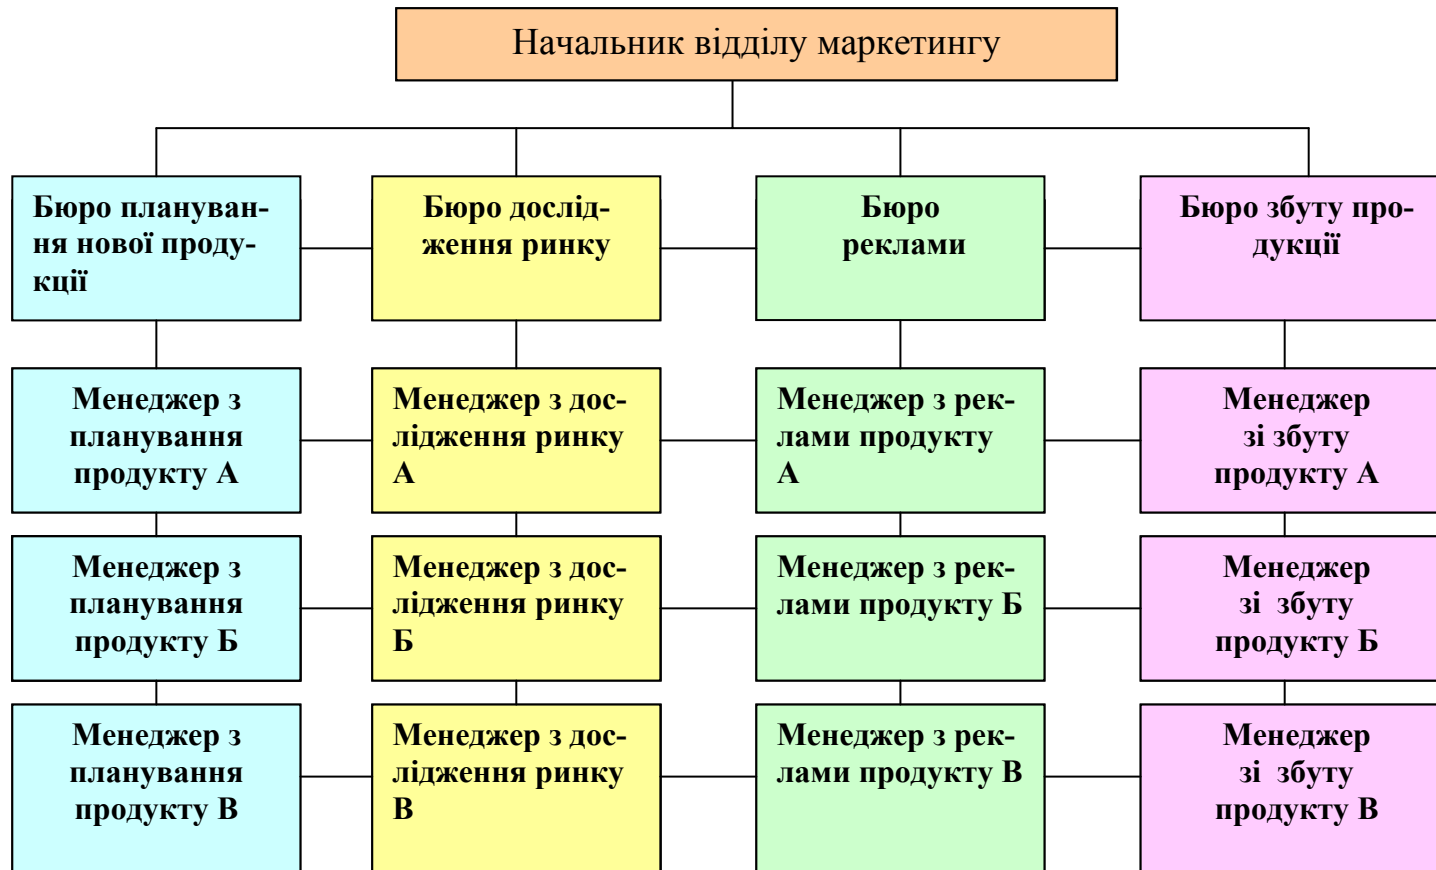 Начальник відділу маркетингу
Бюро плануван-
ня нової проду-
кції
Бюро дослід-
ження ринку
Бюро
реклами
Бюро збуту про-
дукції
Менеджер з
планування
продукту А
Менеджер з дос-
лідження ринку
А
Менеджер з рек-
лами продукту
А
Менеджер
зі збуту
продукту А
Менеджер з
планування
продукту Б
Менеджер з дос-
лідження ринку
Б
Менеджер з рек-
лами продукту Б
Менеджер
зі збуту
продукту Б
Менеджер з
планування
продукту В
Менеджер з дос-
лідження ринку
В
Менеджер з рек-
лами продукту В
Менеджер
зі збуту
продукту В